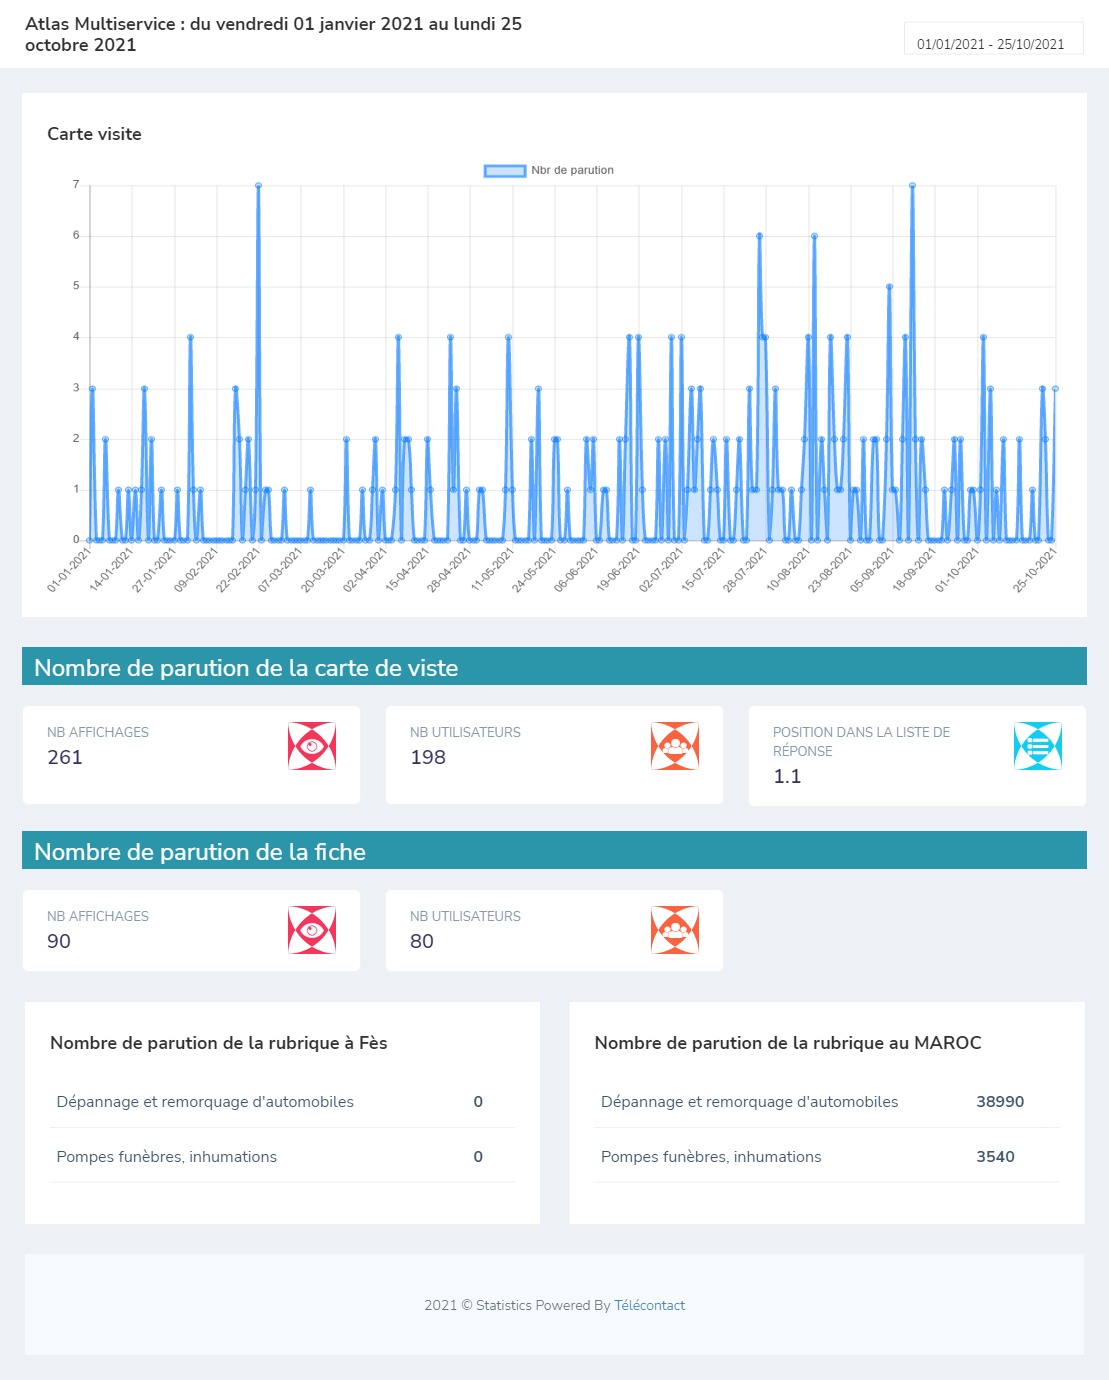 Atlas Multiservice : du vendredi 01 janvier 2021 au lundi 25
octobre 2021
01/01/2021 - 25/10/2021
Carte visite
Nbr de parution
7
6
5
4
3
2
1
0
01-01-2021
14-01-2021
27-01-2021
09-02-2021
22-02-2021
07-03-2021
20-03-2021
02-04-2021
15-04-2021
28-04-2021
11-05-2021
24-05-2021
06-06-2021
19-06-2021
02-07-2021
15-07-2021
28-07-2021
10-08-2021
23-08-2021
05-09-2021
18-09-2021
01-10-2021
25-10-2021
Nombre de parution de la carte de viste
NB AFFICHAGES
261
NB UTILISATEURS
198
POSITION DANS LA LISTE DE
RÉPONSE
1.1
Nombre de parution de la fiche
NB AFFICHAGES
90
NB UTILISATEURS
80
Nombre de parution de la rubrique à Fès
Dépannage et remorquage d'automobiles 0
Pompes funèbres, inhumations 0
Nombre de parution de la rubrique au MAROC
Dépannage et remorquage d'automobiles 38990
Pompes funèbres, inhumations 3540
2021 © Statistics Powered By Télécontact